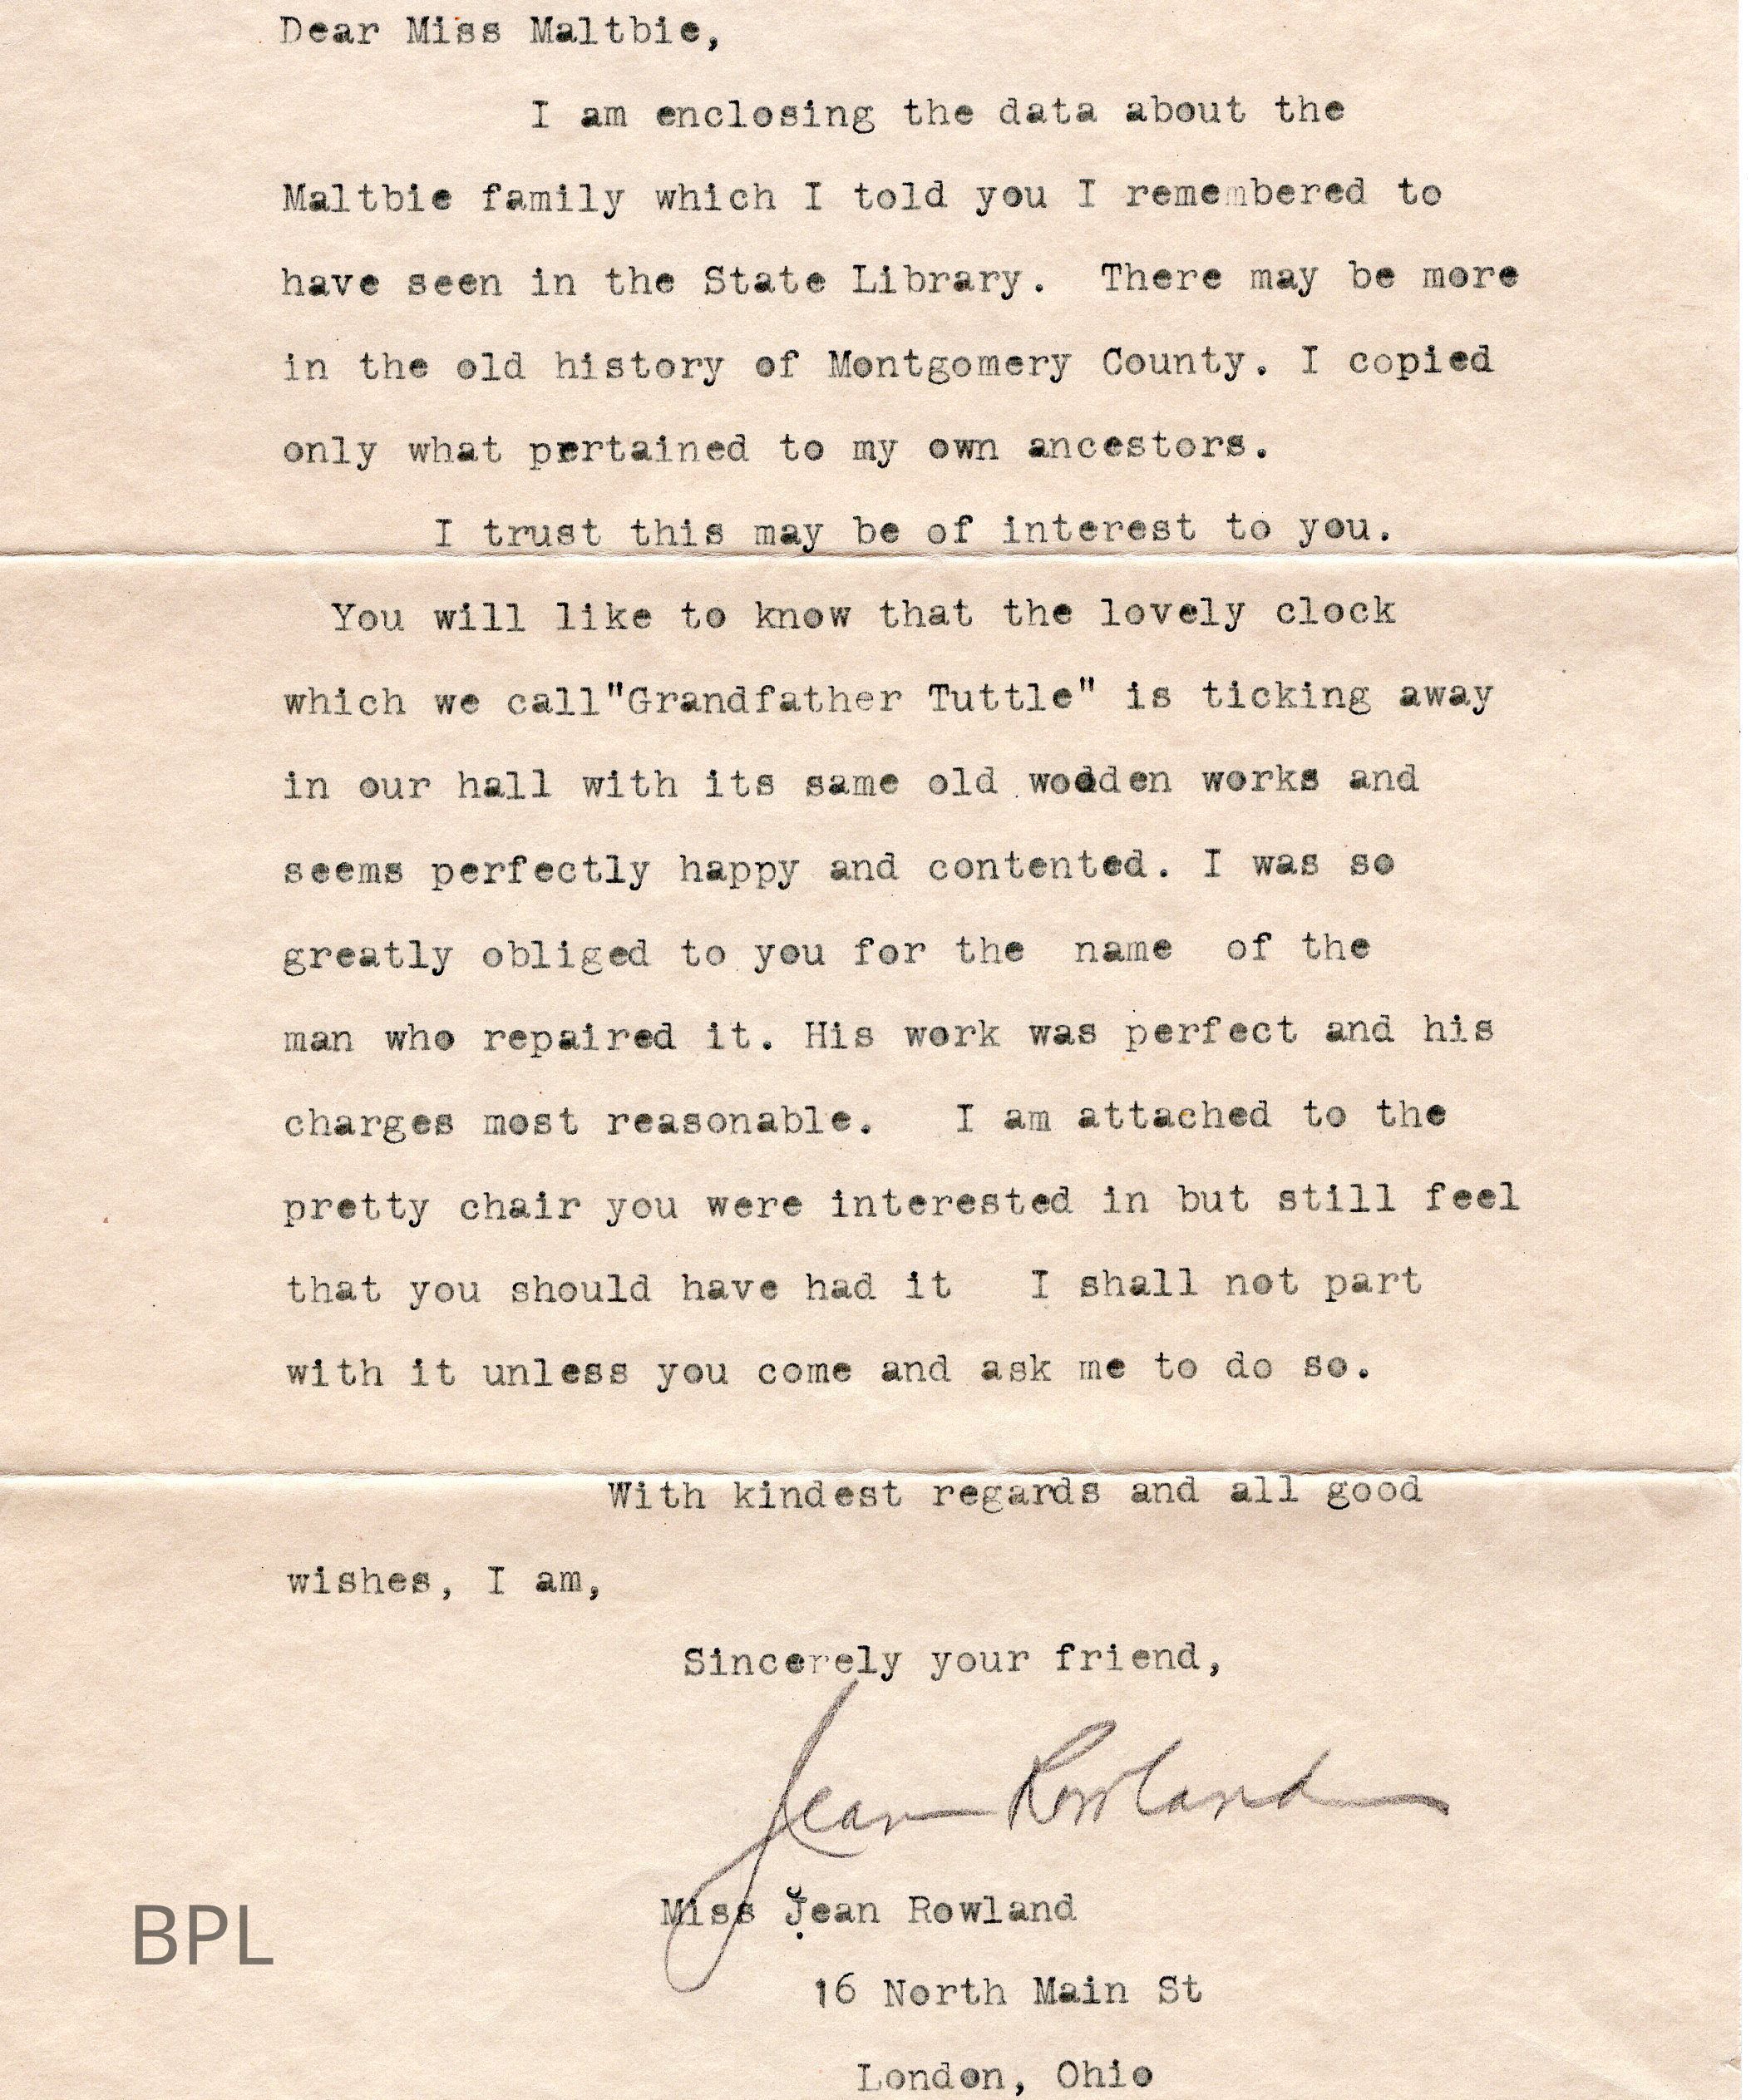 Dear Miss Maltbie,
I am enclosing the data about the
Maltbie family which I told you I remembered to
have seen in the State Library. There may be more
in the old history of Montgomery County. I copied
only what pertained to my own ancestors.
I trust this may be of interest to you.
You will like to know that the lovely clock
which we call"Grandfather Tuttle" is ticking away
in our hall with its same old wodden works and
seems perfectly happy and contented. I was so
greatly obliged to you for the name of the
man who repaired it. His work was perfect and his
charges most reasonable. I am attached to the
pretty chair you were interested in but still feel
that you should have had it I shall not part
with it unless you come and ask me to do so.
With kindest regards and all good
wishes, I am,
Sincerely your friend,
Jean Rowland
Miss Jean Rowland
BPL
16 North Main St
London, Ohio